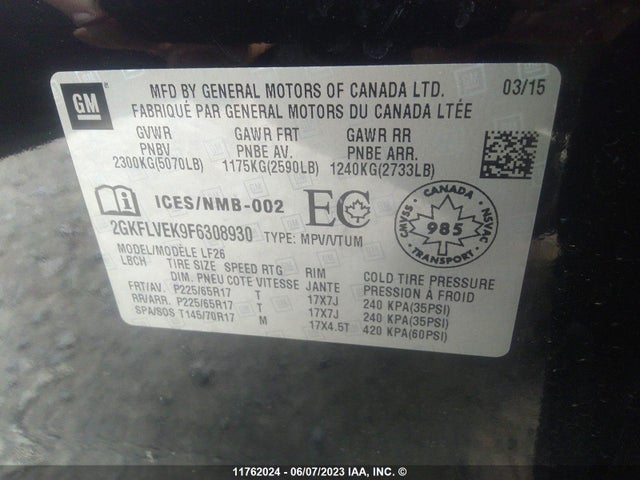 GM
MFD BY GENERAL MOTORS OF CANADA LTD. 03/15
FABRIQUÉ PAR GENERAL MOTORS DU CANADA LTÉE
GVWR GAWR FRT GAWR RR
PNBV PNBE AV. PNBE ARR.
2300KG(5070LB) 1175KG(2590LB) 1240KG(2733LB)
ICES/NMB-002 EC
CANADA
CMVSS 985 NSVAC
TRANSPORT
2GKFLVEK9F6308930 TYPE: MPV/VTUM
MODEL/MODÈLE LF26
LBCH TIRE SIZE SPEED RTG RIM COLD TIRE PRESSURE
DIM. PNEU COTE VITESSE JANTE PRESSION À FROID
FRT/AV. P225/65R17 T 17X7J 240 KPA(35PSI)
RR/ARR. P225/65R17 T 17X7J 240 KPA(35PSI)
SPA/SOS T145/70R17 M 17X4.5T 420 KPA(60PSI)
11762024 - 06/07/2023 IAA, INC. ©